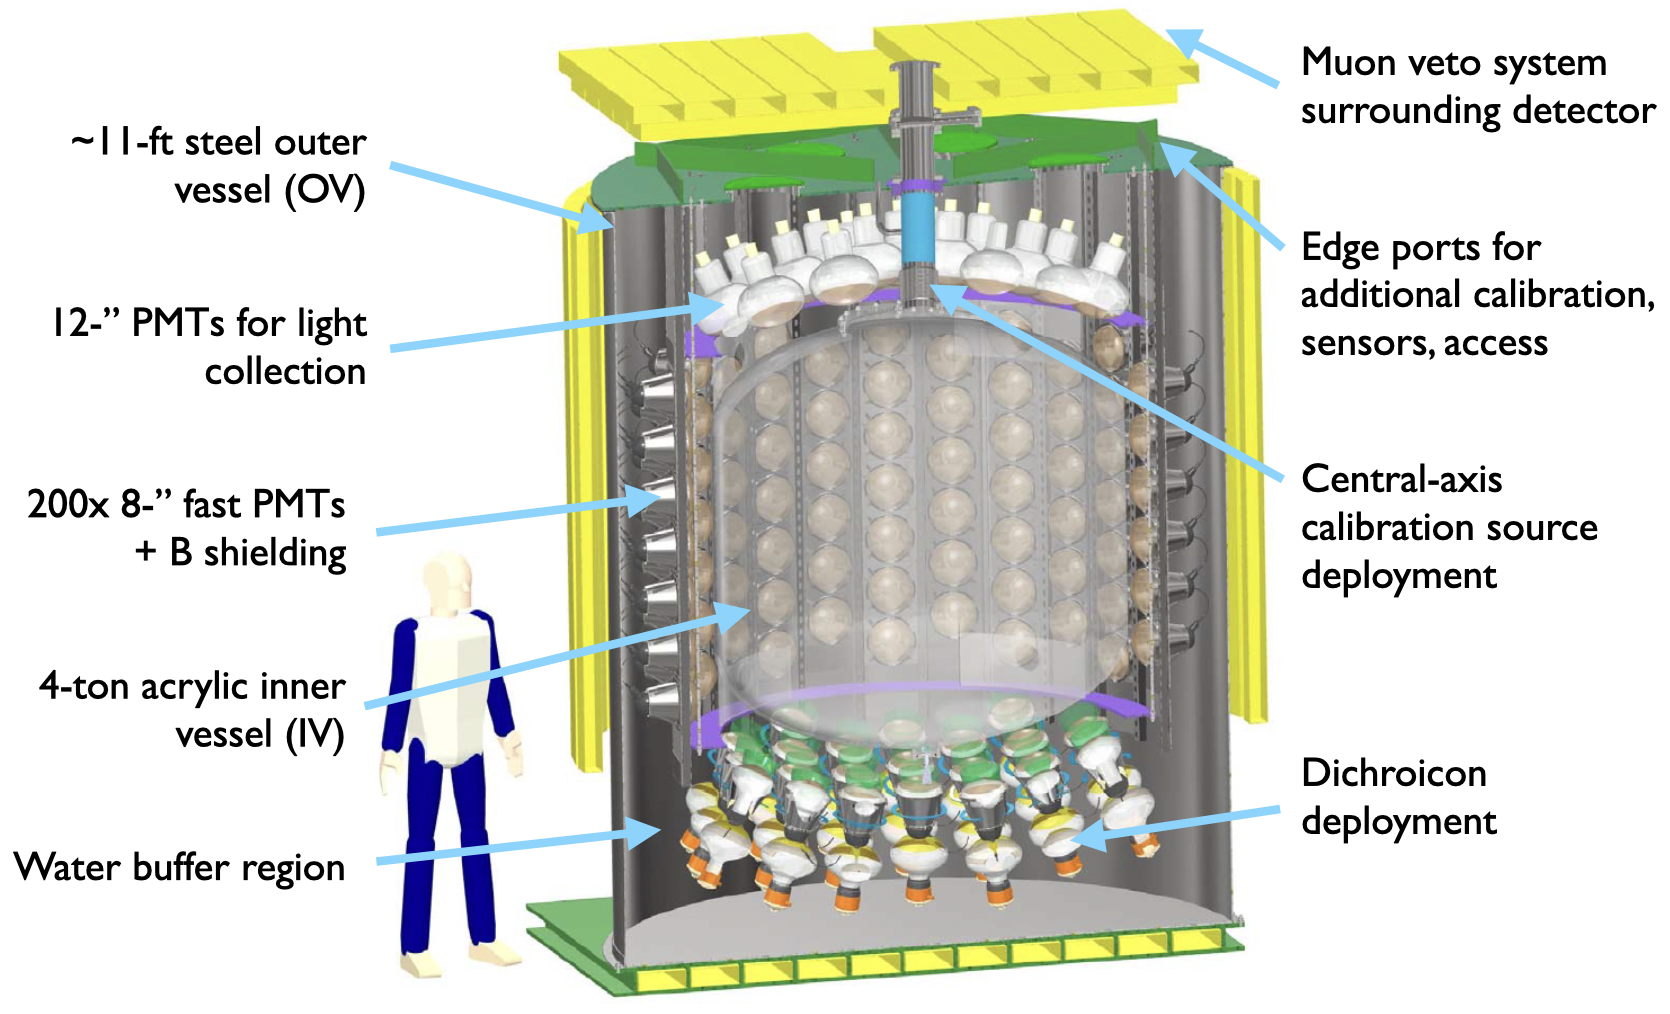 ~11-ft steel outer
vessel (OV)
12-” PMTs for light
collection
200x 8-” fast PMTs
+ B shielding
4-ton acrylic inner
vessel (IV)
Water buffer region
Muon veto system
surrounding detector
Edge ports for
additional calibration,
sensors, access
Central-axis
calibration source
deployment
Dichroicon
deployment